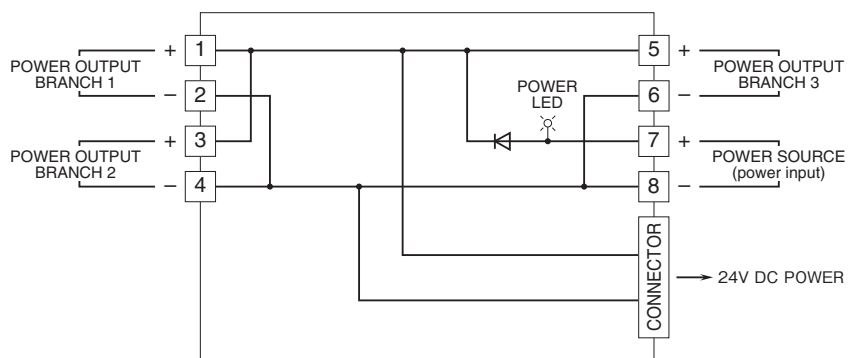 + 1
POWER OUTPUT
BRANCH 1
− 2
+ 3
POWER OUTPUT
BRANCH 2
− 4
POWER
LED
5 +
POWER OUTPUT
BRANCH 3
6 −
7 +
POWER SOURCE
(power input)
8 −
CONNECTOR
24V DC POWER